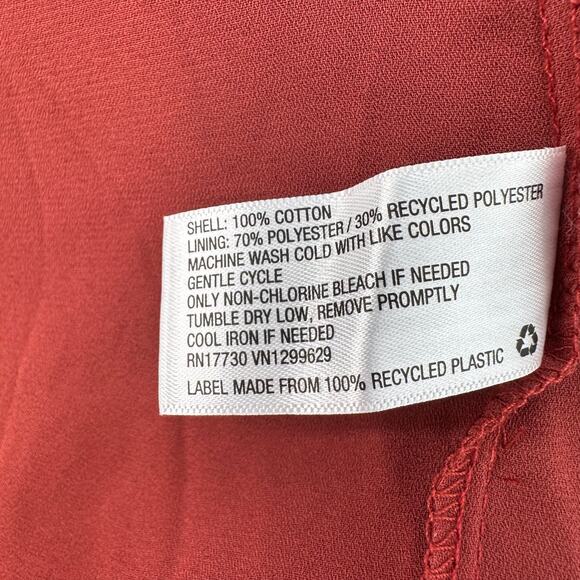 SHELL: 100% COTTON
LINING: 70% POLYESTER / 30% RECYCLED POLYESTER
MACHINE WASH COLD WITH LIKE COLORS
GENTLE CYCLE
ONLY NON-CHLORINE BLEACH IF NEEDED
TUMBLE DRY LOW, REMOVE PROMPTLY
COOL IRON IF NEEDED
RN17730 VN1299629
LABEL MADE FROM 100% RECYCLED PLASTIC